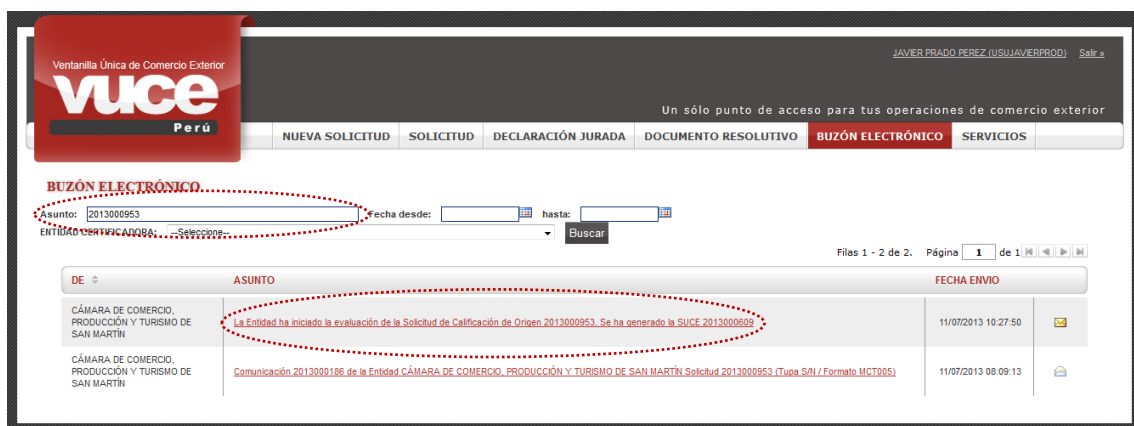 JAVIER PRADO PEREZ (USUJAVIERPROD) Salir »
Ventanilla Única de Comercio Exterior
vuce
Perú
Un sólo punto de acceso para tus operaciones de comercio exterior
NUEVA SOLICITUD SOLICITUD DECLARACIÓN JURADA DOCUMENTO RESOLUTIVO BUZÓN ELECTRÓNICO SERVICIOS
BUZÓN ELECTRÓNICO
Asunto: 2013000953 Fecha desde: hasta:
ENTIDAD CERTIFICADORA: --Seleccione-- Buscar
Filas 1 - 2 de 2. Página 1 de 1
DE ASUNTO FECHA ENVIO
CÁMARA DE COMERCIO,
PRODUCCIÓN Y TURISMO DE
SAN MARTÍN
La Entidad ha iniciado la evaluación de la Solicitud de Calificación de Origen 2013000953. Se ha generado la SUCE 2013000609
11/07/2013 10:27:50
CÁMARA DE COMERCIO,
PRODUCCIÓN Y TURISMO DE
SAN MARTÍN
Comunicación 2013000186 de la Entidad CÁMARA DE COMERCIO, PRODUCCIÓN Y TURISMO DE SAN MARTÍN Solicitud 2013000953 (Tupa S/N / Formato MCT005)
11/07/2013 08:09:13